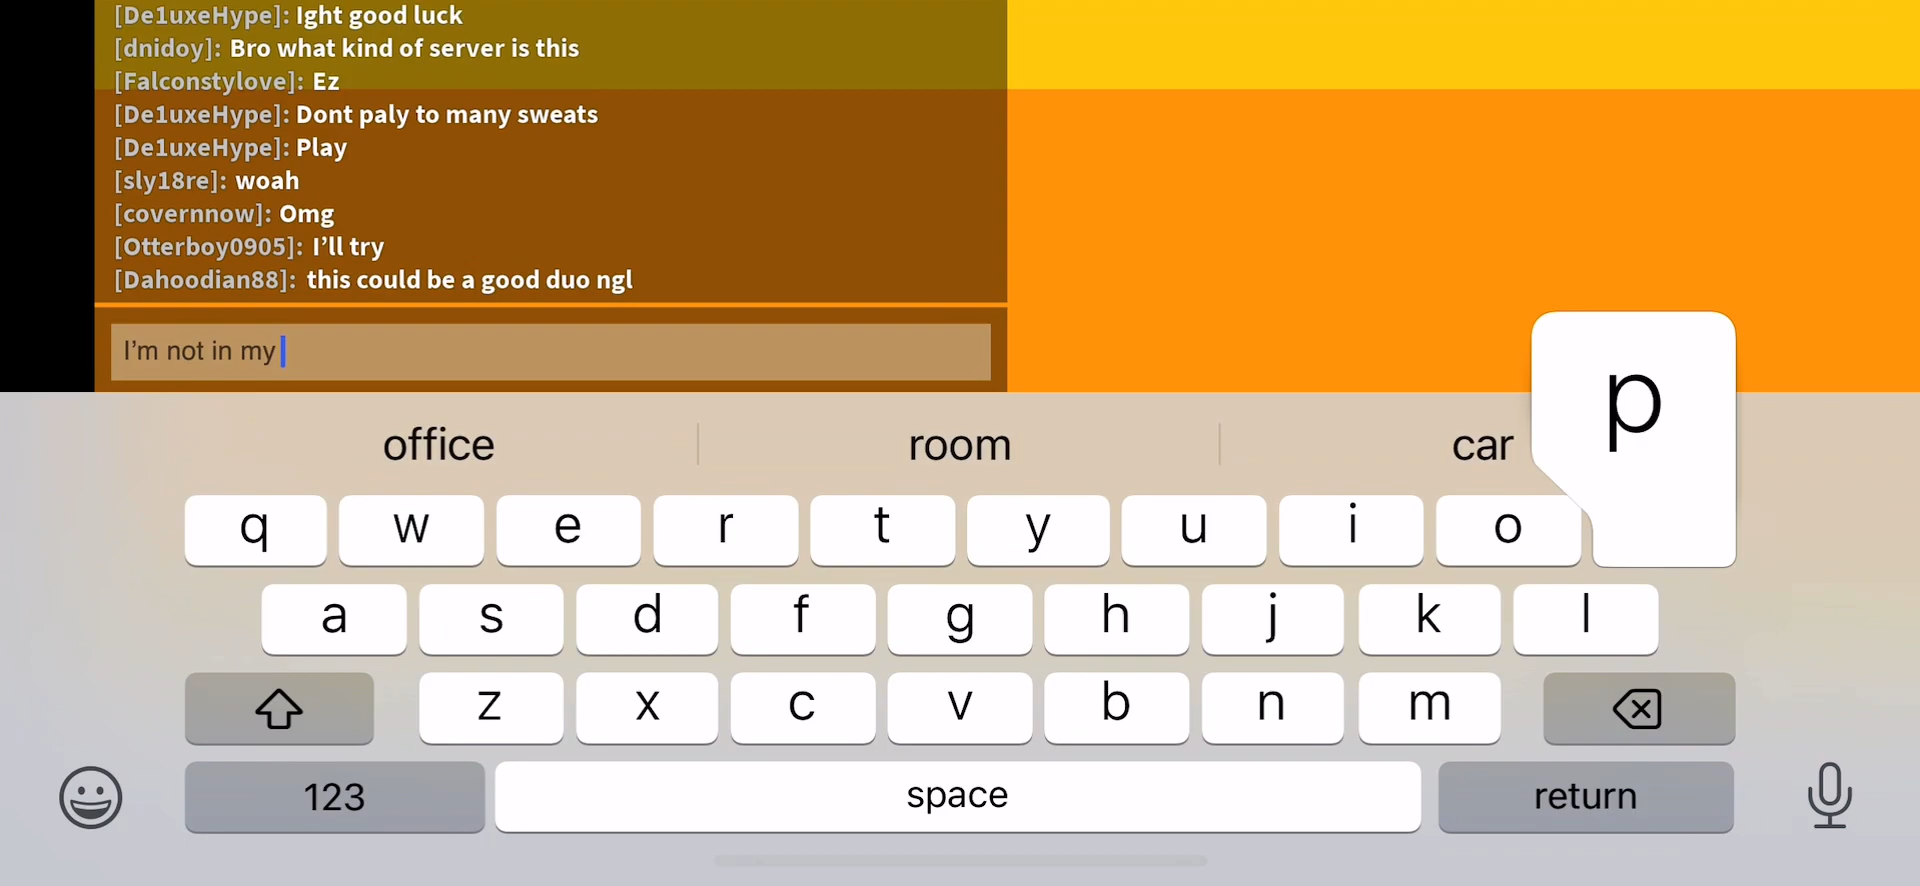 [De1uxeHype]: Ight good luck
[dnidoy]: Bro what kind of server is this
[Falconstylove]: Ez
[De1uxeHype]: Dont paly to many sweats
[De1uxeHype]: Play
[sly18re]: woah
[covernnow]: Omg
[Otterboy0905]: I’ll try
[Dahoodian88]: this could be a good duo ngl
I’m not in my
office room car
p
q w e r t y u i o
a s d f g h j k l
z x c v b n m
123 space return